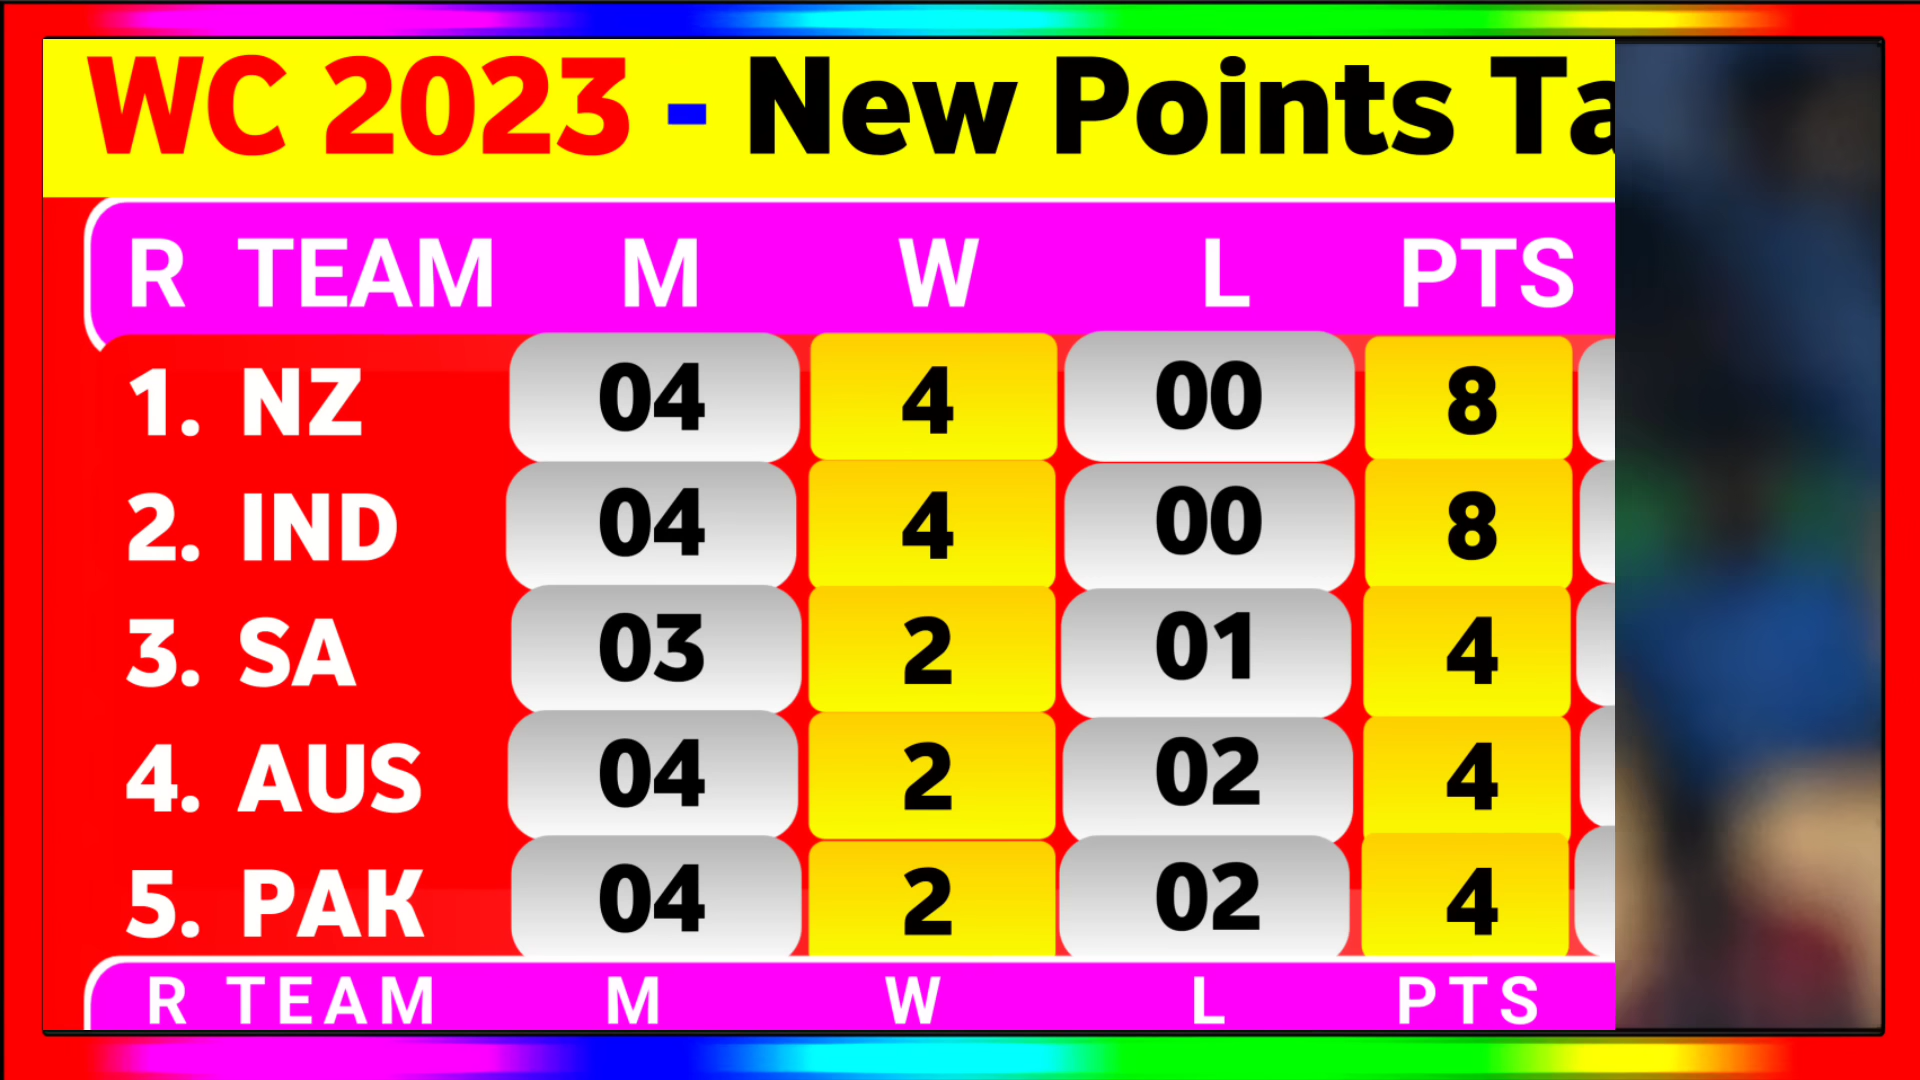 WC 2023 - New Points Ta
R TEAM M W L PTS
1. NZ 04 4 00 8
2. IND 04 4 00 8
3. SA 03 2 01 4
4. AUS 04 2 02 4
5. PAK 04 2 02 4
R TEAM M W L PTS